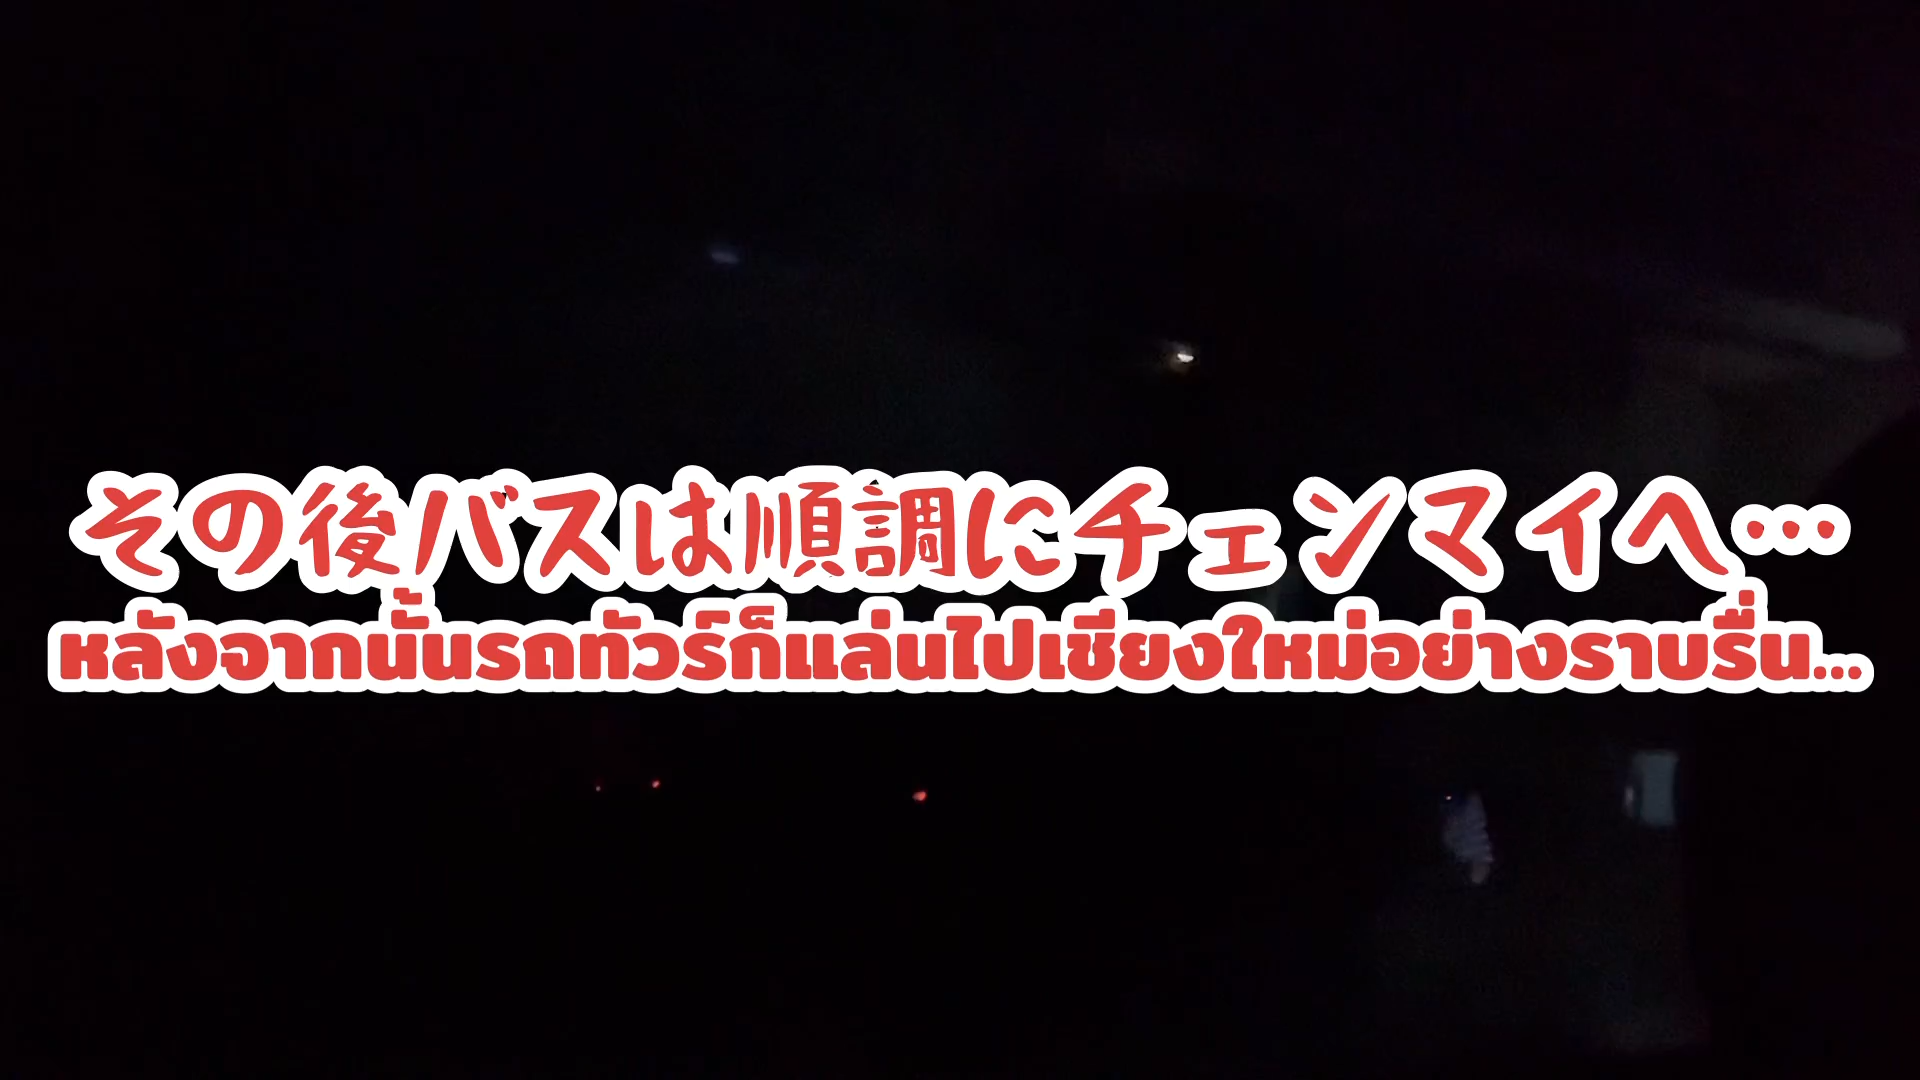 その後バスは順調にチェンマイへ…
หลังจากนั้นรถทัวร์ก็แล่นไปเชียงใหม่อย่างราบรื่น...